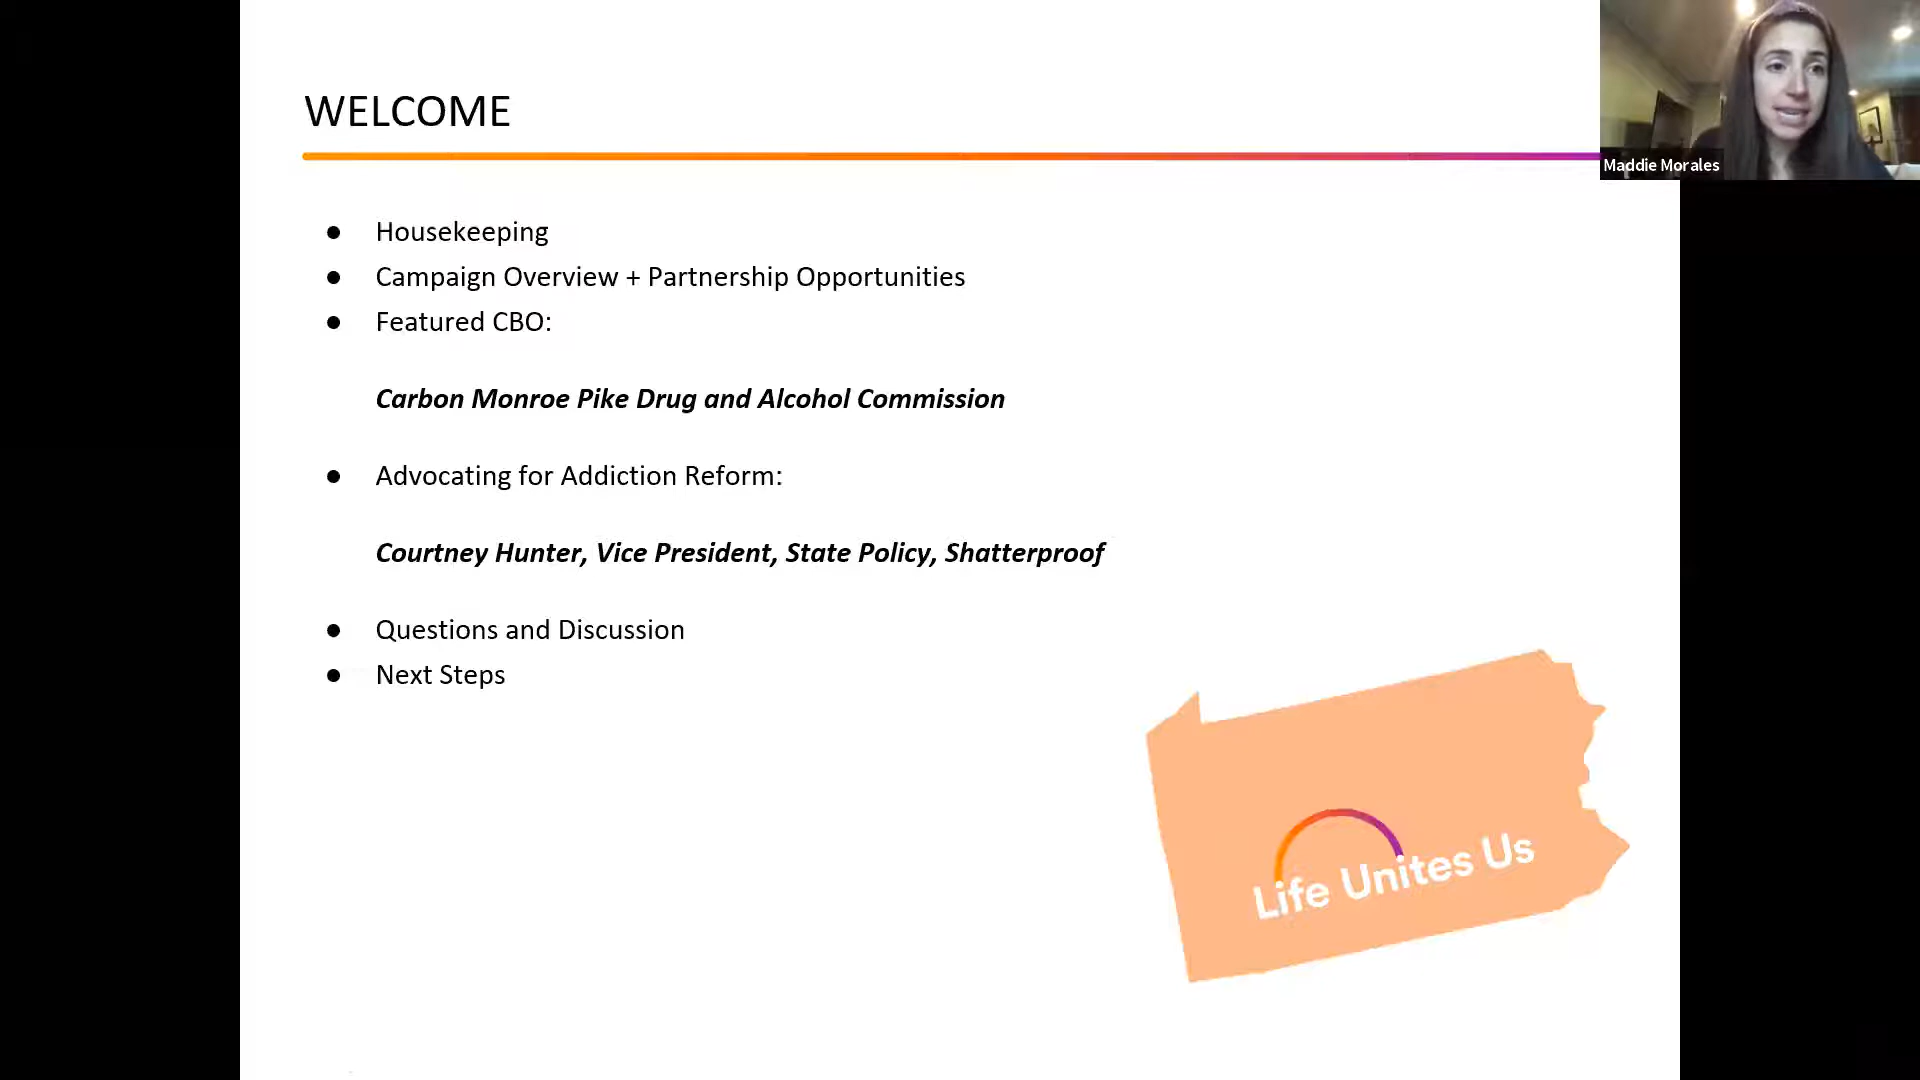 WELCOME
Maddie Morales
● Housekeeping
● Campaign Overview + Partnership Opportunities
● Featured CBO:
Carbon Monroe Pike Drug and Alcohol Commission
● Advocating for Addiction Reform:
Courtney Hunter, Vice President, State Policy, Shatterproof
● Questions and Discussion
● Next Steps
Life Unites Us